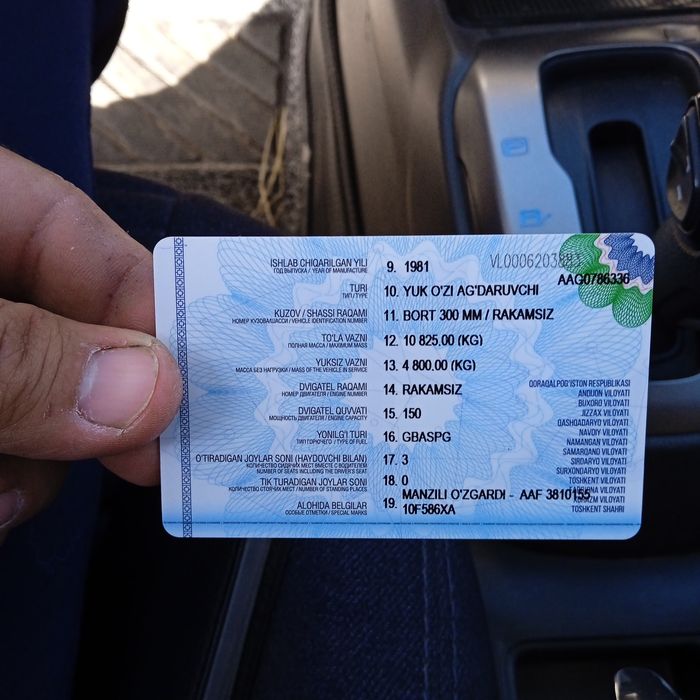 VL0006203883
AAG0786336
ISHLAB CHIQARILGAN YILI 9. 1981
ГОД ВЫПУСКА / YEAR OF MANUFACTURE
TURI 10. YUK O'ZI AG'DARUVCHI
ТИП / TYPE
KUZOV / SHASSI RAQAMI 11. BORT 300 MM / RAKAMSIZ
НОМЕР КУЗОВА/ШАССИ / VEHICLE IDENTIFICATION NUMBER
TO'LA VAZNI 12. 10 825.00 (KG)
ПОЛНАЯ МАССА / MAXIMUM MASS
YUKSIZ VAZNI 13. 4 800.00 (KG)
МАССА БЕЗ НАГРУЗКИ / MASS OF THE VEHICLE IN SERVICE
DVIGATEL RAQAMI 14. RAKAMSIZ
НОМЕР ДВИГАТЕЛЯ / ENGINE NUMBER
DVIGATEL QUVVATI 15. 150
МОЩНОСТЬ ДВИГАТЕЛЯ / ENGINE CAPACITY
YONILG'I TURI 16. GBASPG
ТИП ГОРЮЧЕГО / TYPE OF FUEL
O'TIRADIGAN JOYLAR SONI (HAYDOVCHI BILAN) 17. 3
КОЛИЧЕСТВО СИДЯЧИХ МЕСТ ВМЕСТЕ С ВОДИТЕЛЕМ
NUMBER OF SEATS INCLUDING THE DRIVER'S SEAT
TIK TURADIGAN JOYLAR SONI 18. 0
КОЛИЧЕСТВО СТОЯЧИХ МЕСТ / NUMBER OF STANDING PLACES
ALOHIDA BELGILAR 19. MANZILI O'ZGARDI - AAF 3810155
10F586XA
ОСОБЫЕ ОТМЕТКИ / SPECIAL MARKS
QORAQALPOG'ISTON RESPUBLIKASI
ANDIJON VILOYATI
BUXORO VILOYATI
JIZZAX VILOYATI
QASHQADARYO VILOYATI
NAVOIY VILOYATI
NAMANGAN VILOYATI
SAMARQAND VILOYATI
SIRDARYO VILOYATI
SURXONDARYO VILOYATI
TOSHKENT VILOYATI
VILOYATI
VILOYATI
TOSHKENT SHAHRI